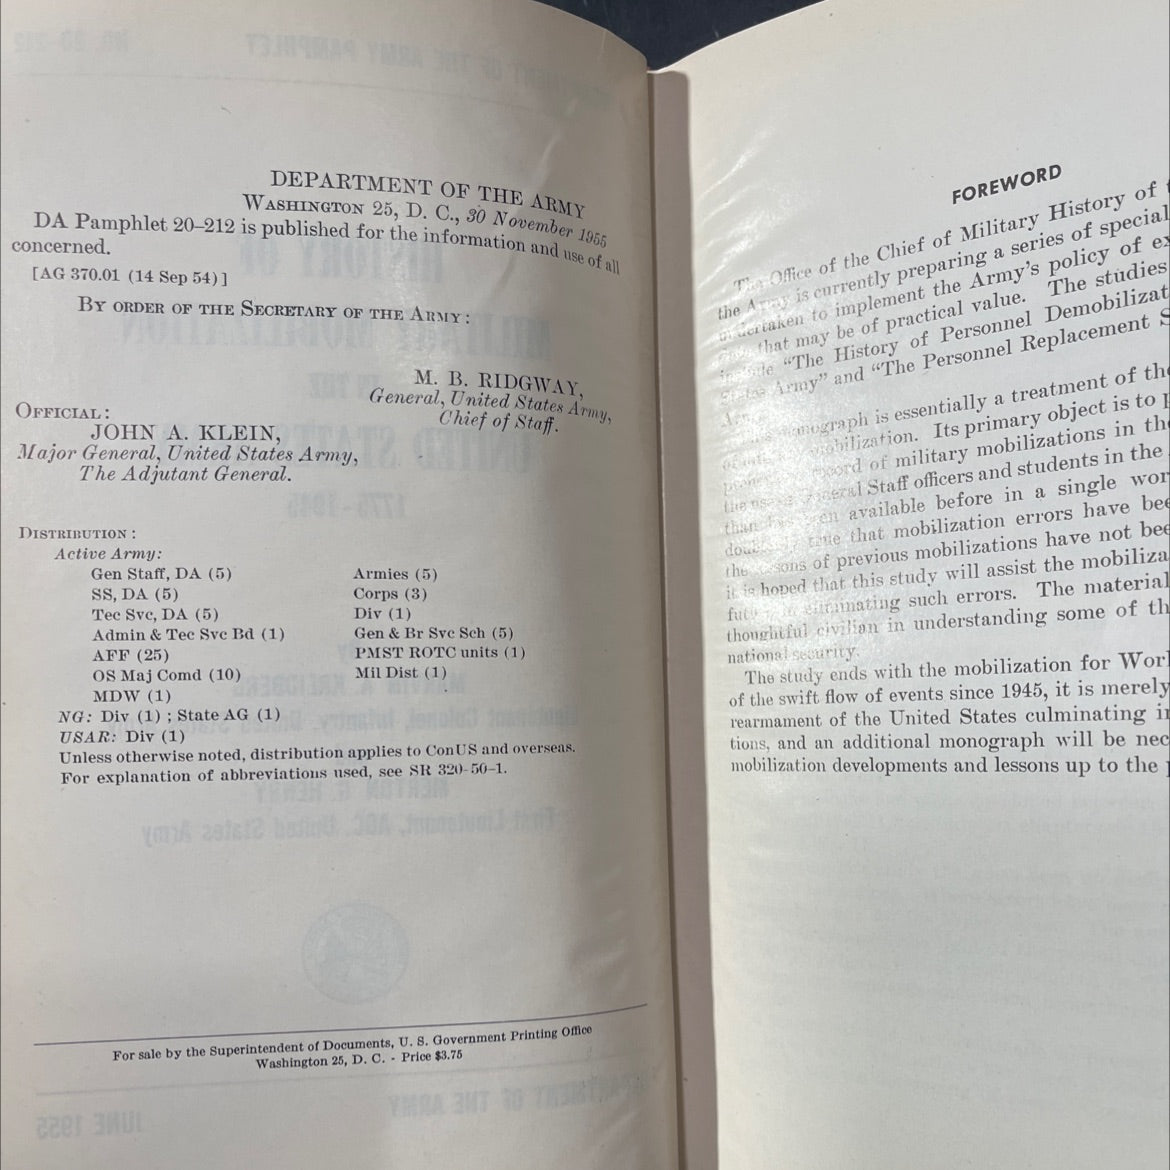 DEPARTMENT OF THE ARMY
WASHINGTON 25, D. C., 30 November 1955
DA Pamphlet 20–212 is published for the information and use of all
concerned.
[AG 370.01 (14 Sep 54)]
BY ORDER OF THE SECRETARY OF THE ARMY:
M. B. RIDGWAY,
General, United States Army,
Chief of Staff.
OFFICIAL:
JOHN A. KLEIN,
Major General, United States Army,
The Adjutant General.
DISTRIBUTION:
Active Army:
Gen Staff, DA (5)
SS, DA (5)
Tec Svc, DA (5)
Admin & Tec Svc Bd (1)
AFF (25)
OS Maj Comd (10)
MDW (1)
Armies (5)
Corps (3)
Div (1)
Gen & Br Svc Sch (5)
PMST ROTC units (1)
Mil Dist (1)
NG: Div (1); State AG (1)
USAR: Div (1)
Unless otherwise noted, distribution applies to ConUS and overseas.
For explanation of abbreviations used, see SR 320-50-1.
For sale by the Superintendent of Documents, U. S. Government Printing Office
Washington 25, D. C. - Price $3.75
FOREWORD
The Office of the Chief of Military History of
the Army is currently preparing a series of special
undertaken to implement the Army's policy of
that may be of practical value. The studies
"The History of Personnel Demobilizat
Army" and "The Personnel Replacement S
is essentially a treatment of the
Its primary object is to
record of military mobilizations in the
General Staff officers and students in the
than available before in a single wor
true that mobilization errors have bee
the lessons of previous mobilizations have not bee
it is hoped that this study will assist the mobiliza
eliminating such errors. The material
thoughtful civilian in understanding some of th
national security.
The study ends with the mobilization for Worl
of the swift flow of events since 1945, it is merely
rearmament of the United States culminating in
tions, and an additional monograph will be nec
mobilization developments and lessons up to the